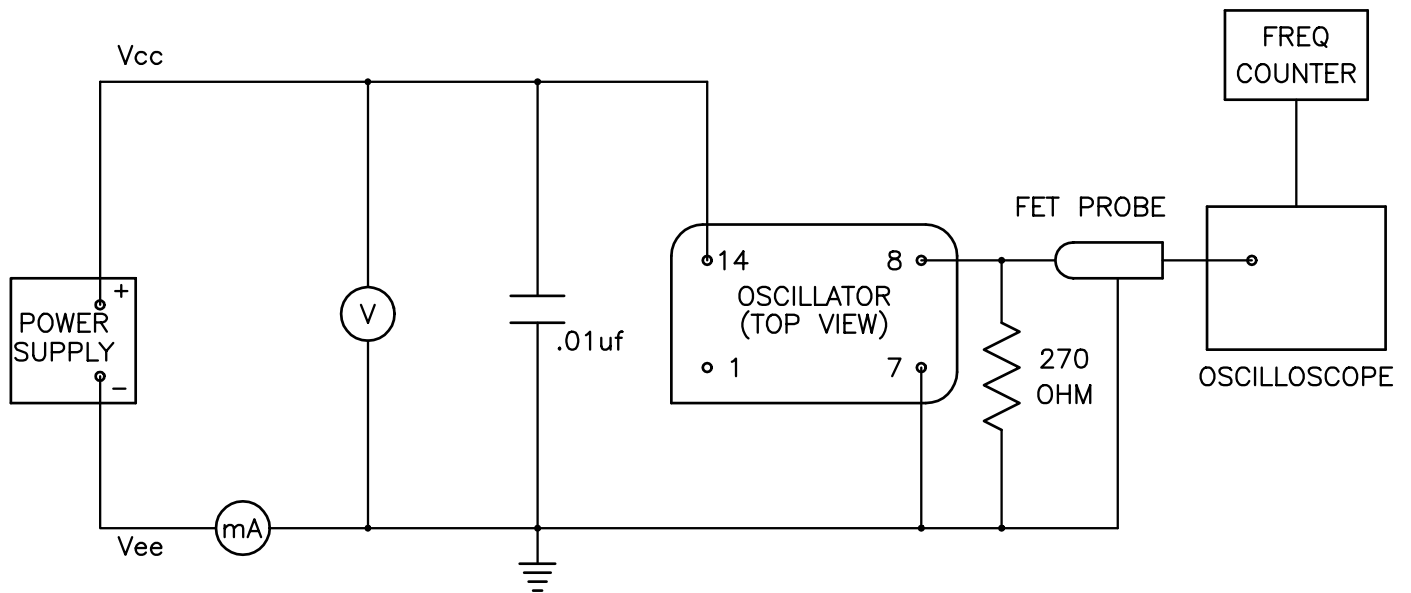 Vcc
FREQ
COUNTER
FET PROBE
14
8
+
OSCILLATOR
(TOP VIEW)
POWER
SUPPLY
V
.01uf
−
1
7
270
OHM
OSCILLOSCOPE
mA
Vee